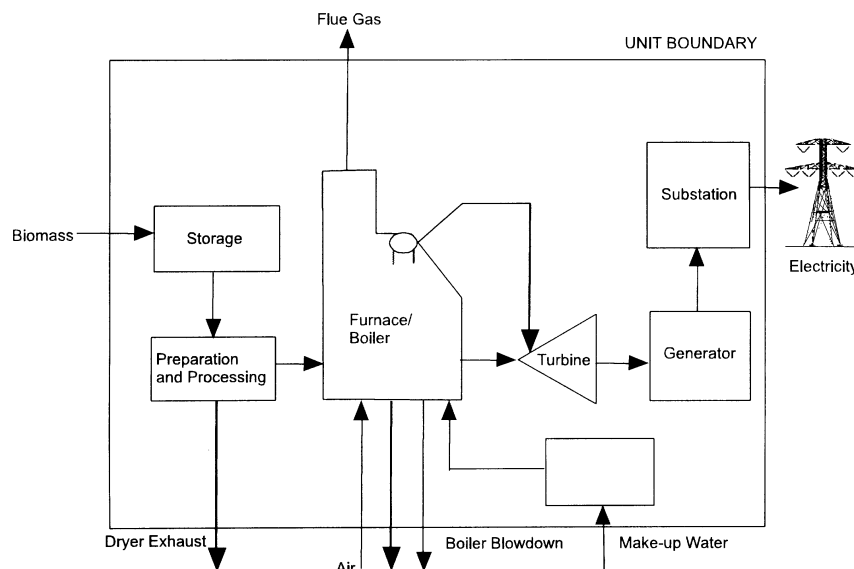 Flue Gas
UNIT BOUNDARY
Substation
Biomass
Storage
Electricity
Furnace/
Boiler
Preparation
and Processing
Turbine
Generator
Dryer Exhaust
Boiler Blowdown
Make-up Water
Air